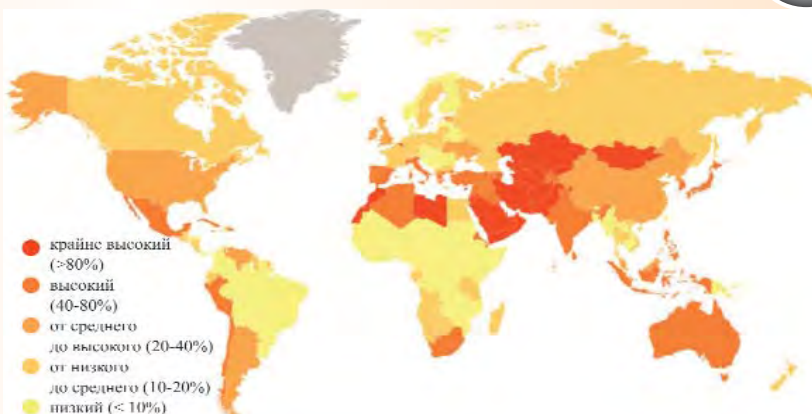 крайне высокий
(>80%)
высокий
(40-80%)
от среднего
до высокого (20-40%)
от низкого
до среднего (10-20%)
низкий (< 10%)